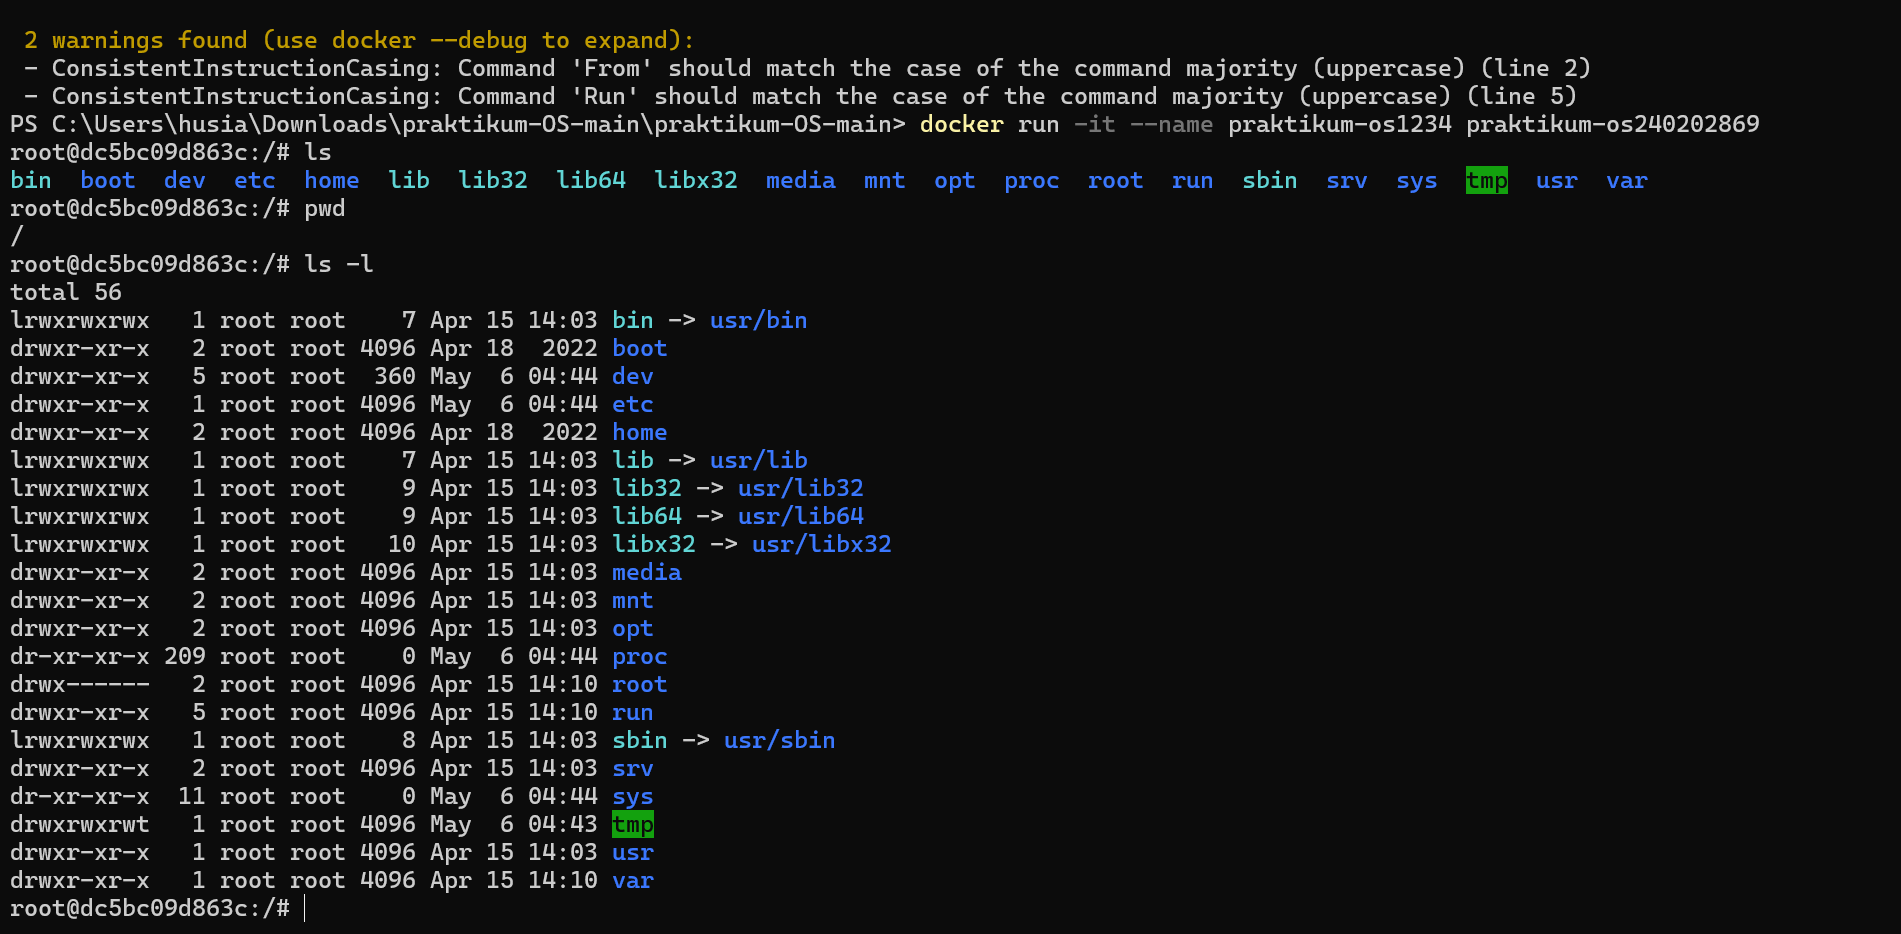 2 warnings found (use docker --debug to expand):
- ConsistentInstructionCasing: Command 'From' should match the case of the command majority (uppercase) (line 2)
- ConsistentInstructionCasing: Command 'Run' should match the case of the command majority (uppercase) (line 5)
PS C:\Users\husia\Downloads\praktikum-OS-main\praktikum-OS-main> docker run -it --name praktikum-os1234 praktikum-os240202869
root@dc5bc09d863c:/# ls
bin  boot  dev  etc  home  lib  lib32  lib64  libx32  media  mnt  opt  proc  root  run  sbin  srv  sys  tmp  usr  var
root@dc5bc09d863c:/# pwd
/
root@dc5bc09d863c:/# ls -l
total 56
lrwxrwxrwx   1 root root    7 Apr 15 14:03 bin -> usr/bin
drwxr-xr-x   2 root root 4096 Apr 18  2022 boot
drwxr-xr-x   5 root root  360 May  6 04:44 dev
drwxr-xr-x   1 root root 4096 May  6 04:44 etc
drwxr-xr-x   2 root root 4096 Apr 18  2022 home
lrwxrwxrwx   1 root root    7 Apr 15 14:03 lib -> usr/lib
lrwxrwxrwx   1 root root    9 Apr 15 14:03 lib32 -> usr/lib32
lrwxrwxrwx   1 root root    9 Apr 15 14:03 lib64 -> usr/lib64
lrwxrwxrwx   1 root root   10 Apr 15 14:03 libx32 -> usr/libx32
drwxr-xr-x   2 root root 4096 Apr 15 14:03 media
drwxr-xr-x   2 root root 4096 Apr 15 14:03 mnt
drwxr-xr-x   2 root root 4096 Apr 15 14:03 opt
dr-xr-xr-x 209 root root    0 May  6 04:44 proc
drwx------   2 root root 4096 Apr 15 14:10 root
drwxr-xr-x   5 root root 4096 Apr 15 14:10 run
lrwxrwxrwx   1 root root    8 Apr 15 14:03 sbin -> usr/sbin
drwxr-xr-x   2 root root 4096 Apr 15 14:03 srv
dr-xr-xr-x  11 root root    0 May  6 04:44 sys
drwxrwxrwt   1 root root 4096 May  6 04:43 tmp
drwxr-xr-x   1 root root 4096 Apr 15 14:03 usr
drwxr-xr-x   1 root root 4096 Apr 15 14:10 var
root@dc5bc09d863c:/#